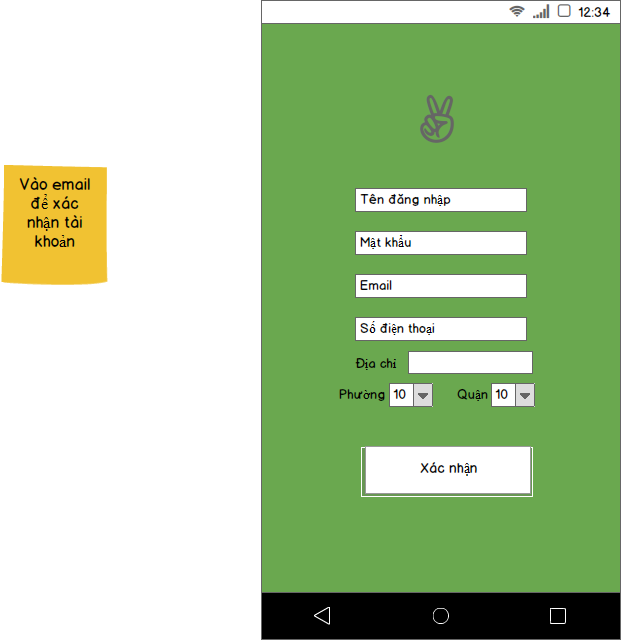 12:34
Vào email
để xác
nhận tài
khoản
Tên đăng nhập
Mật khẩu
Email
Số điện thoại
Địa chỉ
Phường 10 Quận 10
Xác nhận